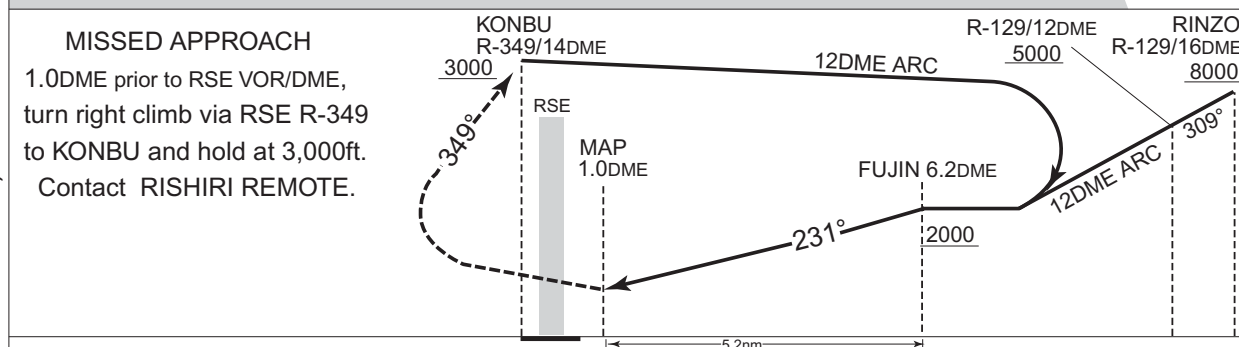 MISSED APPROACH
1.0DME prior to RSE VOR/DME,
turn right climb via RSE R-349
to KONBU and hold at 3,000ft.
Contact RISHIRI REMOTE.
KONBU
R-349/14DME
3000
349°
RSE
MAP
1.0DME
12DME ARC
231°
FUJIN 6.2DME
2000
R-129/12DME
5000
12DME ARC
309°
RINZO
R-129/16DME
8000
5.2nm